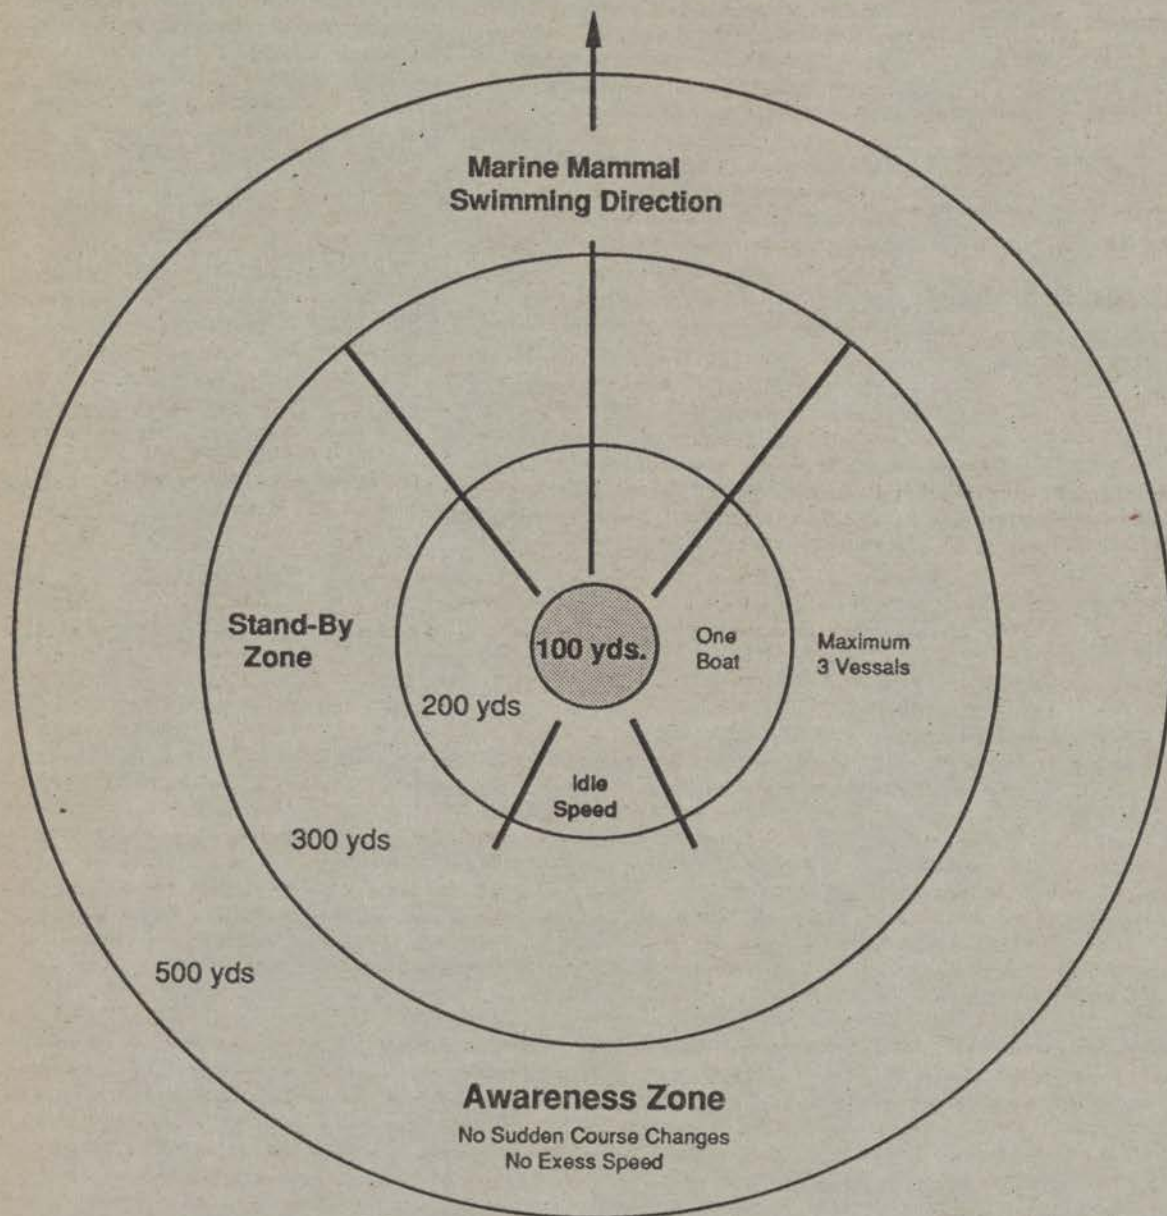 Marine Mammal
Swimming Direction
Stand-By
Zone
100 yds.
One
Boat
Maximum
3 Vessals
200 yds
Idle
Speed
300 yds
500 yds
Awareness Zone
No Sudden Course Changes
No Exess Speed